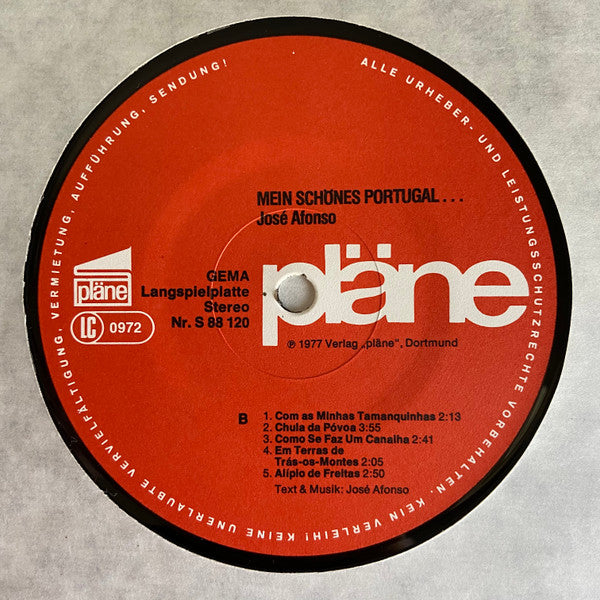 ALLE URHEBER- UND LEISTUNGSSCHUTZRECHTE VORBEHALTEN. KEIN VERLEIH! KEINE UNERLAUBTE VERVIELFÄLTIGUNG, VERMIETUNG, AUFFÜHRUNG, SENDUNG!
MEIN SCHÖNES PORTUGAL...
José Afonso
pläne
LC 0972
GEMA
Langspielplatte
Stereo
Nr. S 88 120
pläne
℗ 1977 Verlag „pläne“, Dortmund
B
1. Com as Minhas Tamanquinhas 2:13
2. Chula da Póvoa 3:55
3. Como Se Faz Um Canalha 2:41
4. Em Terras de
Trás-os-Montes 2:05
5. Alípio de Freitas 2:50
Text & Musik: José Afonso